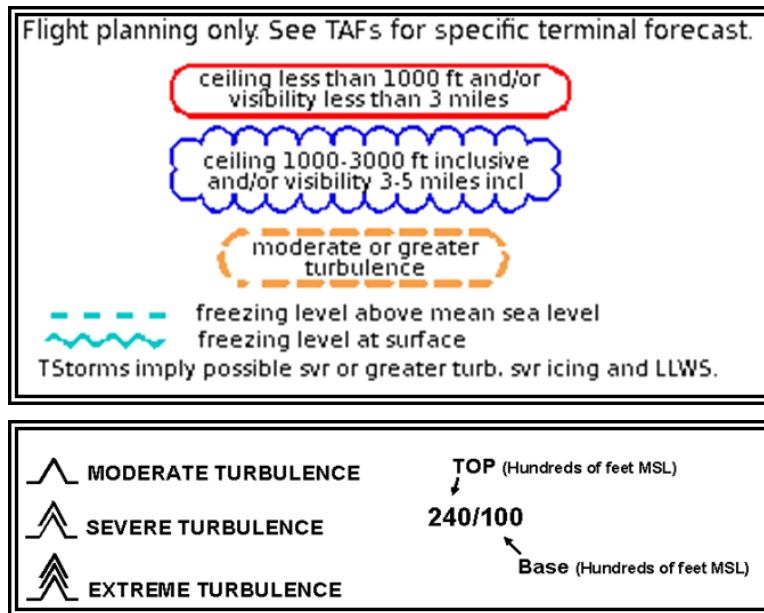 Flight planning only. See TAFs for specific terminal forecast.
ceiling less than 1000 ft and/or
visibility less than 3 miles
ceiling 1000-3000 ft inclusive
and/or visibility 3-5 miles incl
moderate or greater
turbulence
freezing level above mean sea level
freezing level at surface
TStorms imply possible svr or greater turb. svr icing and LLWS.
MODERATE TURBULENCE
SEVERE TURBULENCE
EXTREME TURBULENCE
TOP (Hundreds of feet MSL)
240/100
Base (Hundreds of feet MSL)